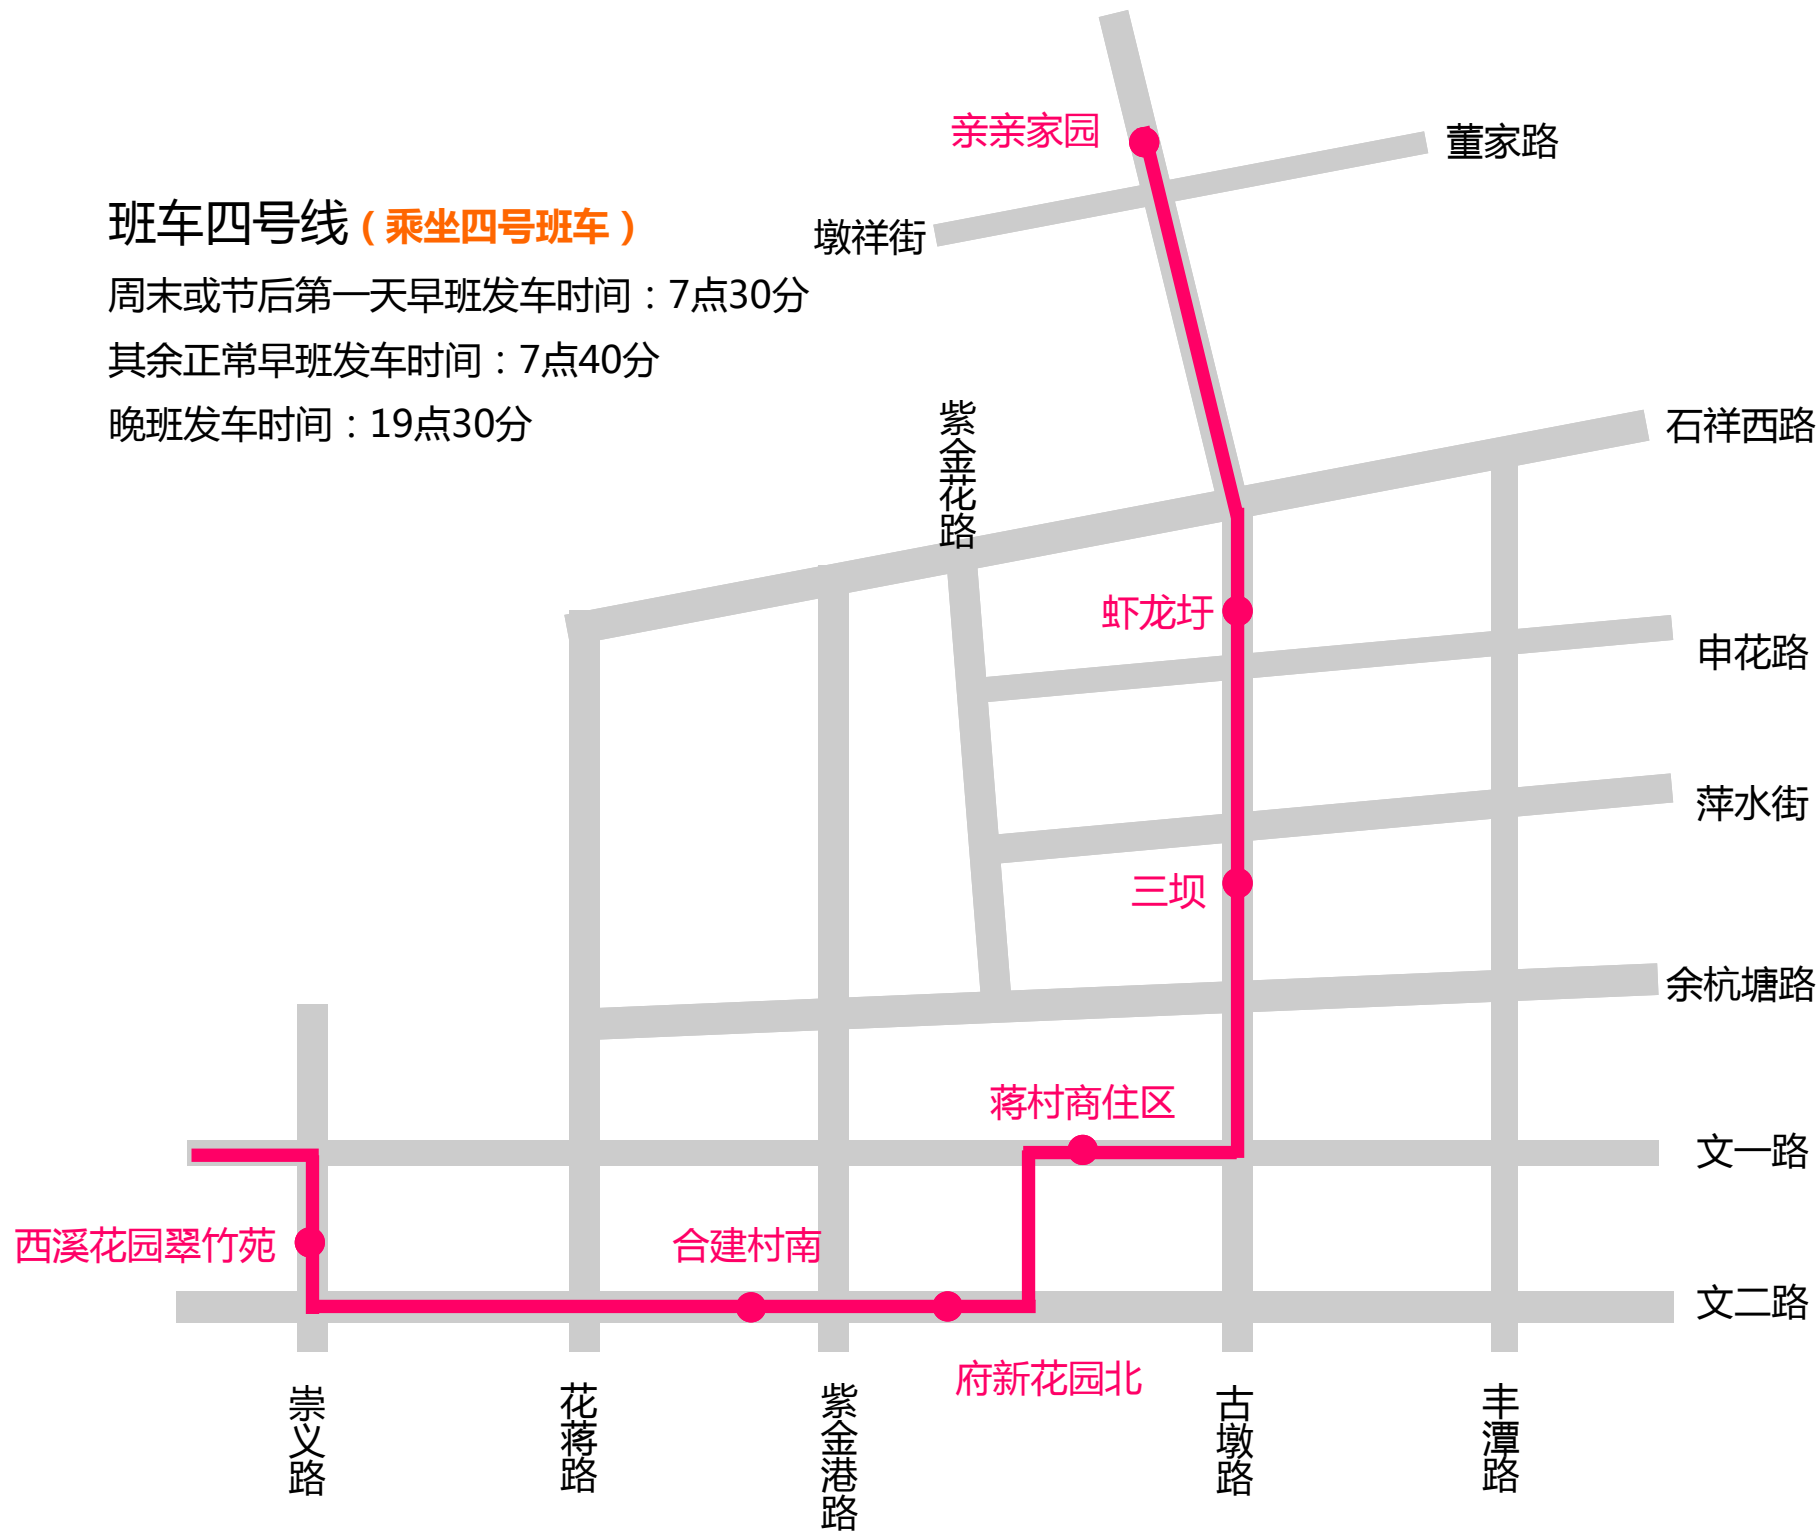 亲亲家园
董家路
班车四号线（乘坐四号班车）
墩祥街
周末或节后第一天早班发车时间：7点30分
其余正常早班发车时间：7点40分
晚班发车时间：19点30分
紫金花路
石祥西路
虾龙圩
申花路
萍水街
三坝
余杭塘路
蒋村商住区
文一路
西溪花园翠竹苑
合建村南
文二路
府新花园北
崇义路
花蒋路
紫金港路
古墩路
丰潭路